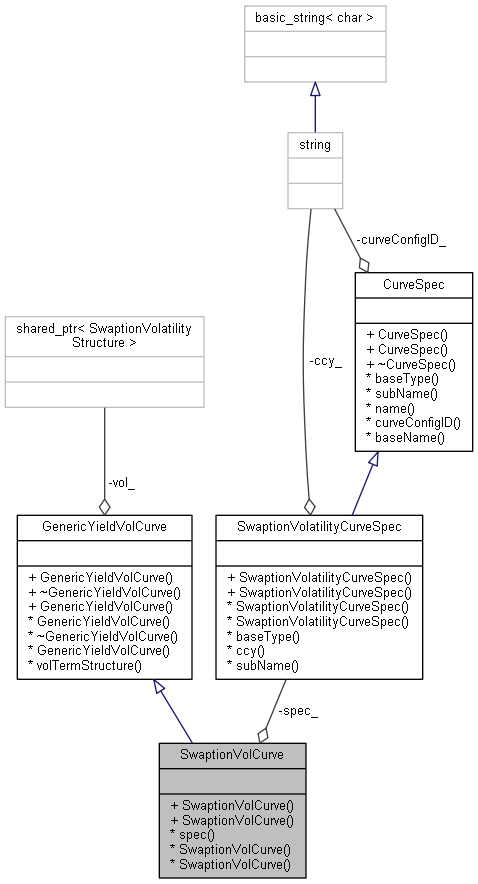 basic_string< char >
string
-curveConfigID_
CurveSpec
+ CurveSpec()
+ CurveSpec()
+ ~CurveSpec()
* baseType()
* subName()
* name()
* curveConfigID()
* baseName()
shared_ptr< SwaptionVolatility
Structure >
-ccy_
-vol_
GenericYieldVolCurve
+ GenericYieldVolCurve()
+ ~GenericYieldVolCurve()
+ GenericYieldVolCurve()
* GenericYieldVolCurve()
* ~GenericYieldVolCurve()
* GenericYieldVolCurve()
* volTermStructure()
SwaptionVolatilityCurveSpec
+ SwaptionVolatilityCurveSpec()
+ SwaptionVolatilityCurveSpec()
* SwaptionVolatilityCurveSpec()
* SwaptionVolatilityCurveSpec()
* baseType()
* ccy()
* subName()
-spec_
SwaptionVolCurve
+ SwaptionVolCurve()
+ SwaptionVolCurve()
* spec()
* SwaptionVolCurve()
* SwaptionVolCurve()